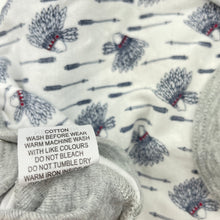 COTTON
WASH BEFORE WEAR
WARM MACHINE WASH
WITH LIKE COLOURS
DO NOT BLEACH
DO NOT TUMBLE DRY
WARM IRON INSIDE